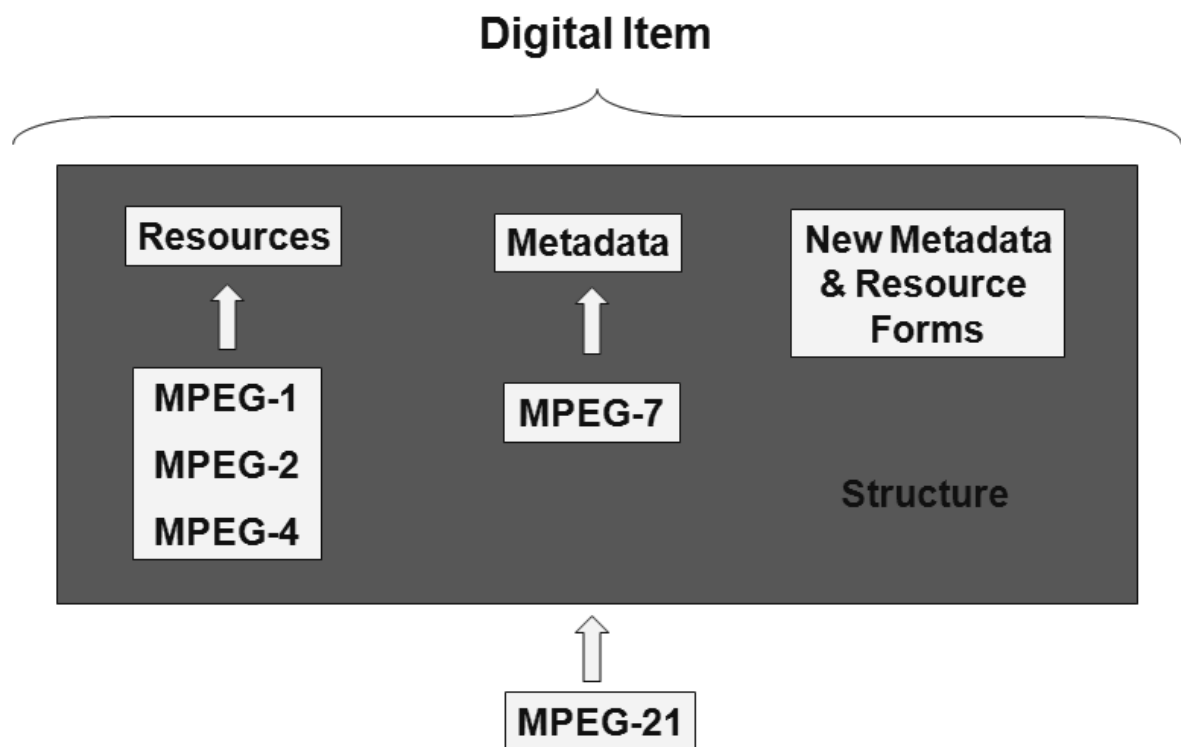 Digital Item
Resources
Metadata
New Metadata
& Resource
Forms
MPEG-1
MPEG-2
MPEG-4
MPEG-7
Structure
MPEG-21